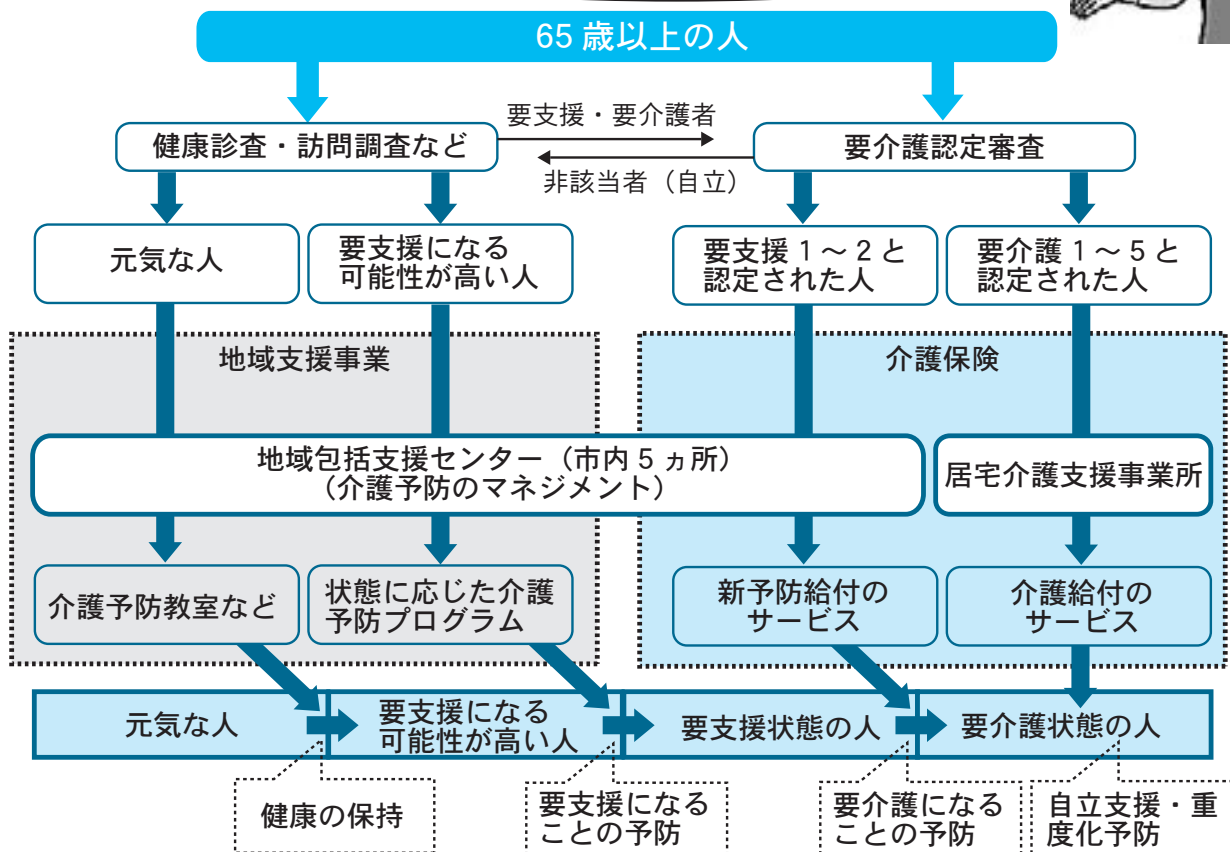 65 歳以上の人
要支援・要介護者
健康診査・訪問調査など
要介護認定審査
非該当者（自立）
元気な人
要支援になる
可能性が高い人
要支援 1 ～ 2 と
認定された人
要介護 1 ～ 5 と
認定された人
地域支援事業
介護保険
地域包括支援センター（市内 5 ヵ所）
（介護予防のマネジメント）
居宅介護支援事業所
介護予防教室など
状態に応じた介護
予防プログラム
新予防給付の
サービス
介護給付の
サービス
元気な人
要支援になる
可能性が高い人
要支援状態の人
要介護状態の人
健康の保持
要支援になる
ことの予防
要介護になる
ことの予防
自立支援・重
度化予防